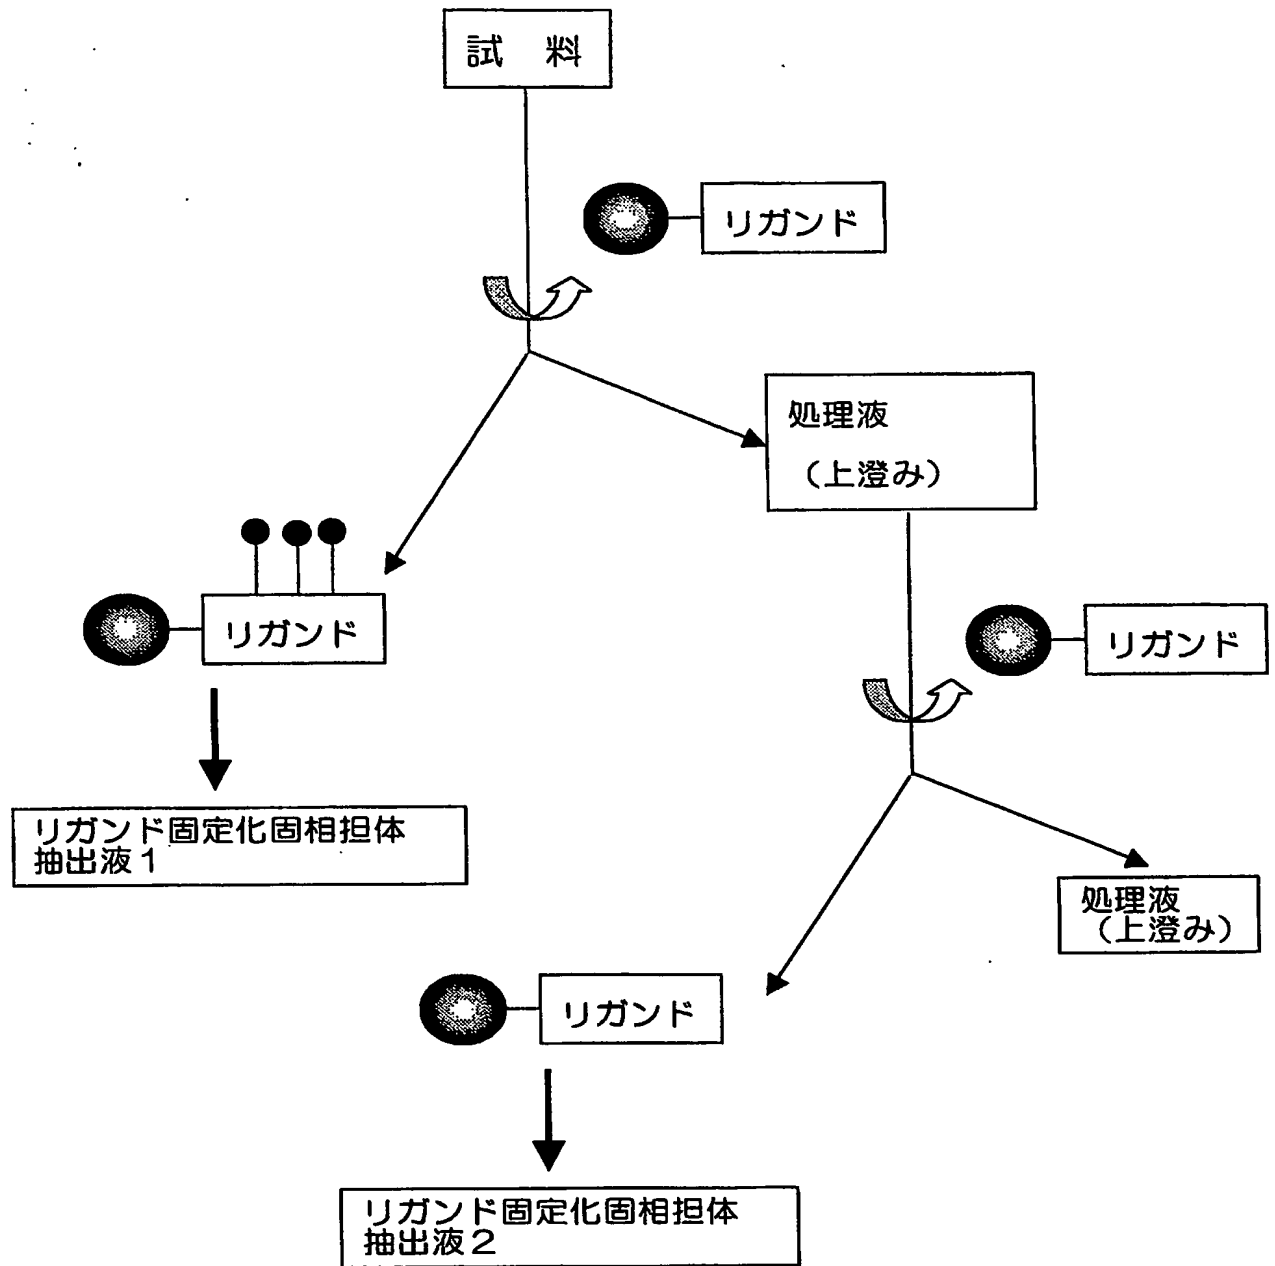 試　料
リガンド
処理液
（上澄み）
リガンド
リガンド
リガンド固定化固相担体
抽出液１
処理液
（上澄み）
リガンド
リガンド固定化固相担体
抽出液２